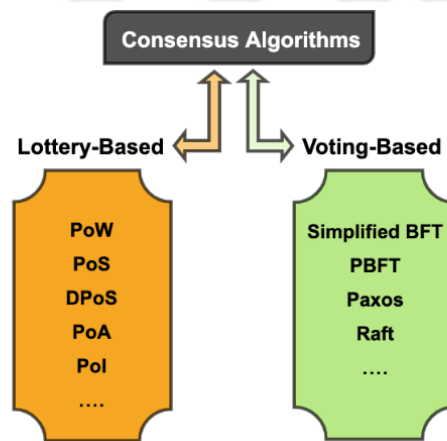 Consensus Algorithms
Lottery-Based
Voting-Based
PoW
PoS
DPoS
PoA
PoI
....
Simplified BFT
PBFT
Paxos
Raft
....